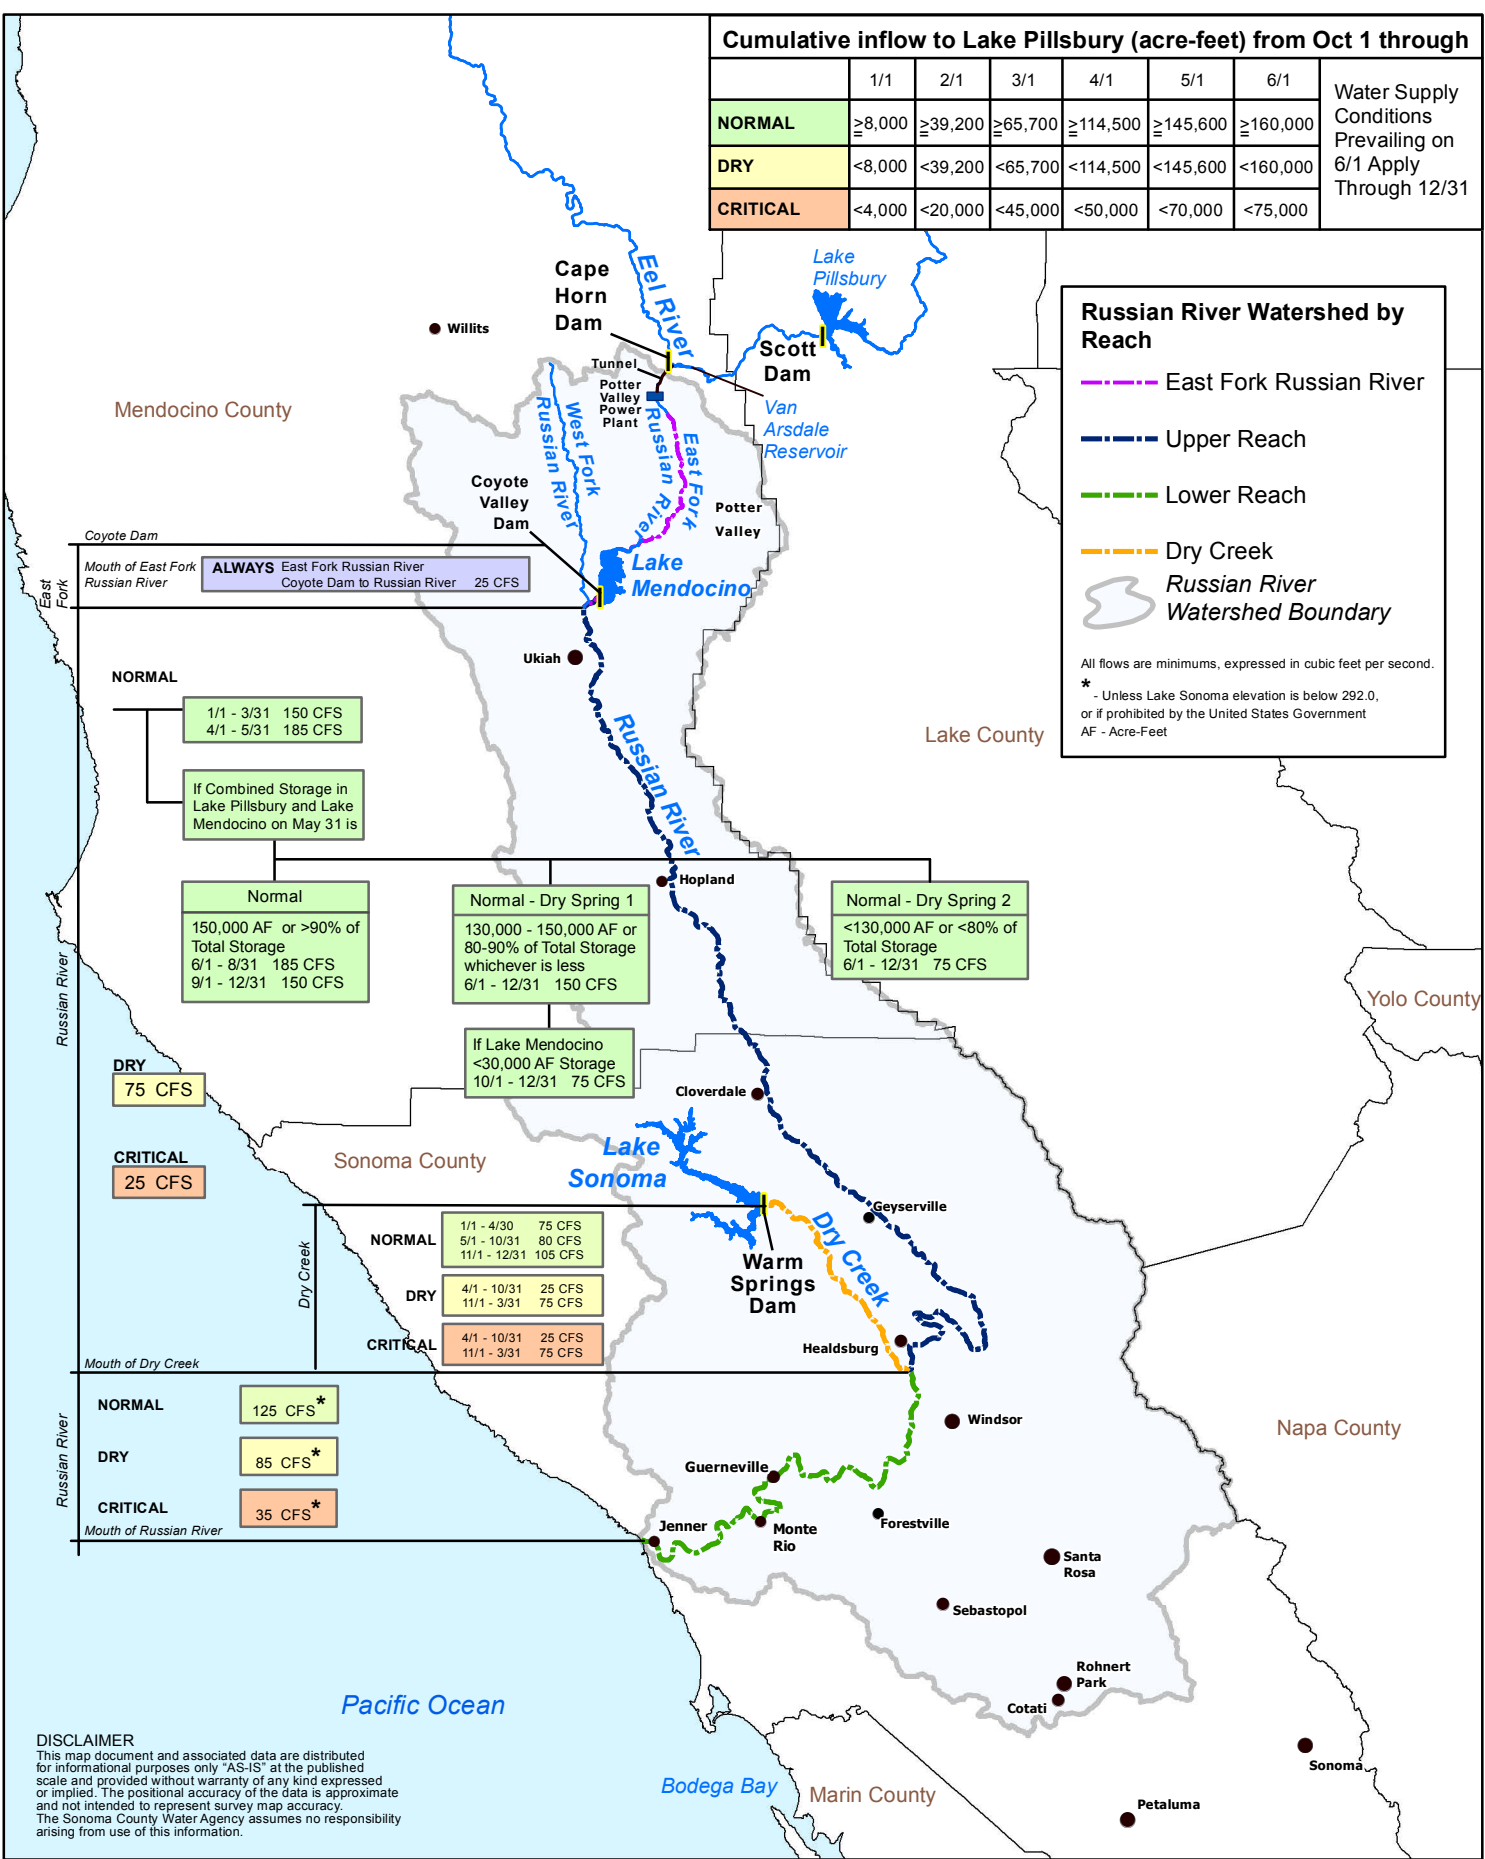 Cumulative inflow to Lake Pillsbury (acre-feet) from Oct 1 through
1/1 2/1 3/1 4/1 5/1 6/1
NORMAL ≧8,000 ≧39,200 ≧65,700 ≧114,500 ≧145,600 ≧160,000
DRY <8,000 <39,200 <65,700 <114,500 <145,600 <160,000
CRITICAL <4,000 <20,000 <45,000 <50,000 <70,000 <75,000
Water Supply
Conditions
Prevailing on
6/1 Apply
Through 12/31
Russian River Watershed by
Reach
East Fork Russian River
Upper Reach
Lower Reach
Dry Creek
Russian River
Watershed Boundary
All flows are minimums, expressed in cubic feet per second.
* - Unless Lake Sonoma elevation is below 292.0,
or if prohibited by the United States Government
AF - Acre-Feet
Eel River
Lake
Pillsbury
Cape
Horn
Dam
Willits
Scott
Dam
Tunnel
Potter
Valley
Power
Plant
Van
Arsdale
Reservoir
Mendocino County
West Fork
Russian River
East Fork
Russian River
Coyote
Valley
Dam
Potter
Valley
Lake
Mendocino
Coyote Dam
Mouth of East Fork
Russian River
East
Fork
ALWAYS East Fork Russian River
Coyote Dam to Russian River 25 CFS
Ukiah
NORMAL
1/1 - 3/31 150 CFS
4/1 - 5/31 185 CFS
Russian River
Lake County
If Combined Storage in
Lake Pillsbury and Lake
Mendocino on May 31 is
Hopland
Normal
150,000 AF or >90% of
Total Storage
6/1 - 8/31 185 CFS
9/1 - 12/31 150 CFS
Normal - Dry Spring 1
130,000 - 150,000 AF or
80-90% of Total Storage
whichever is less
6/1 - 12/31 150 CFS
Normal - Dry Spring 2
<130,000 AF or <80% of
Total Storage
6/1 - 12/31 75 CFS
If Lake Mendocino
<30,000 AF Storage
10/1 - 12/31 75 CFS
Russian River
Yolo County
DRY
75 CFS
CRITICAL
25 CFS
Cloverdale
Lake
Sonoma
Sonoma County
Geyserville
Dry Creek
Warm
Springs
Dam
Dry Creek
NORMAL
1/1 - 4/30 75 CFS
5/1 - 10/31 80 CFS
11/1 - 12/31 105 CFS
DRY
4/1 - 10/31 25 CFS
11/1 - 3/31 75 CFS
CRITICAL
4/1 - 10/31 25 CFS
11/1 - 3/31 75 CFS
Healdsburg
Mouth of Dry Creek
NORMAL
125 CFS*
DRY
85 CFS*
CRITICAL
35 CFS*
Russian River
Mouth of Russian River
Windsor
Napa County
Guerneville
Jenner
Monte
Rio
Forestville
Santa
Rosa
Sebastopol
Rohnert
Park
Cotati
Sonoma
Petaluma
Pacific Ocean
Bodega Bay
Marin County
DISCLAIMER
This map document and associated data are distributed
for informational purposes only "AS-IS" at the published
scale and provided without warranty of any kind expressed
or implied. The positional accuracy of the data is approximate
and not intended to represent survey map accuracy.
The Sonoma County Water Agency assumes no responsibility
arising from use of this information.